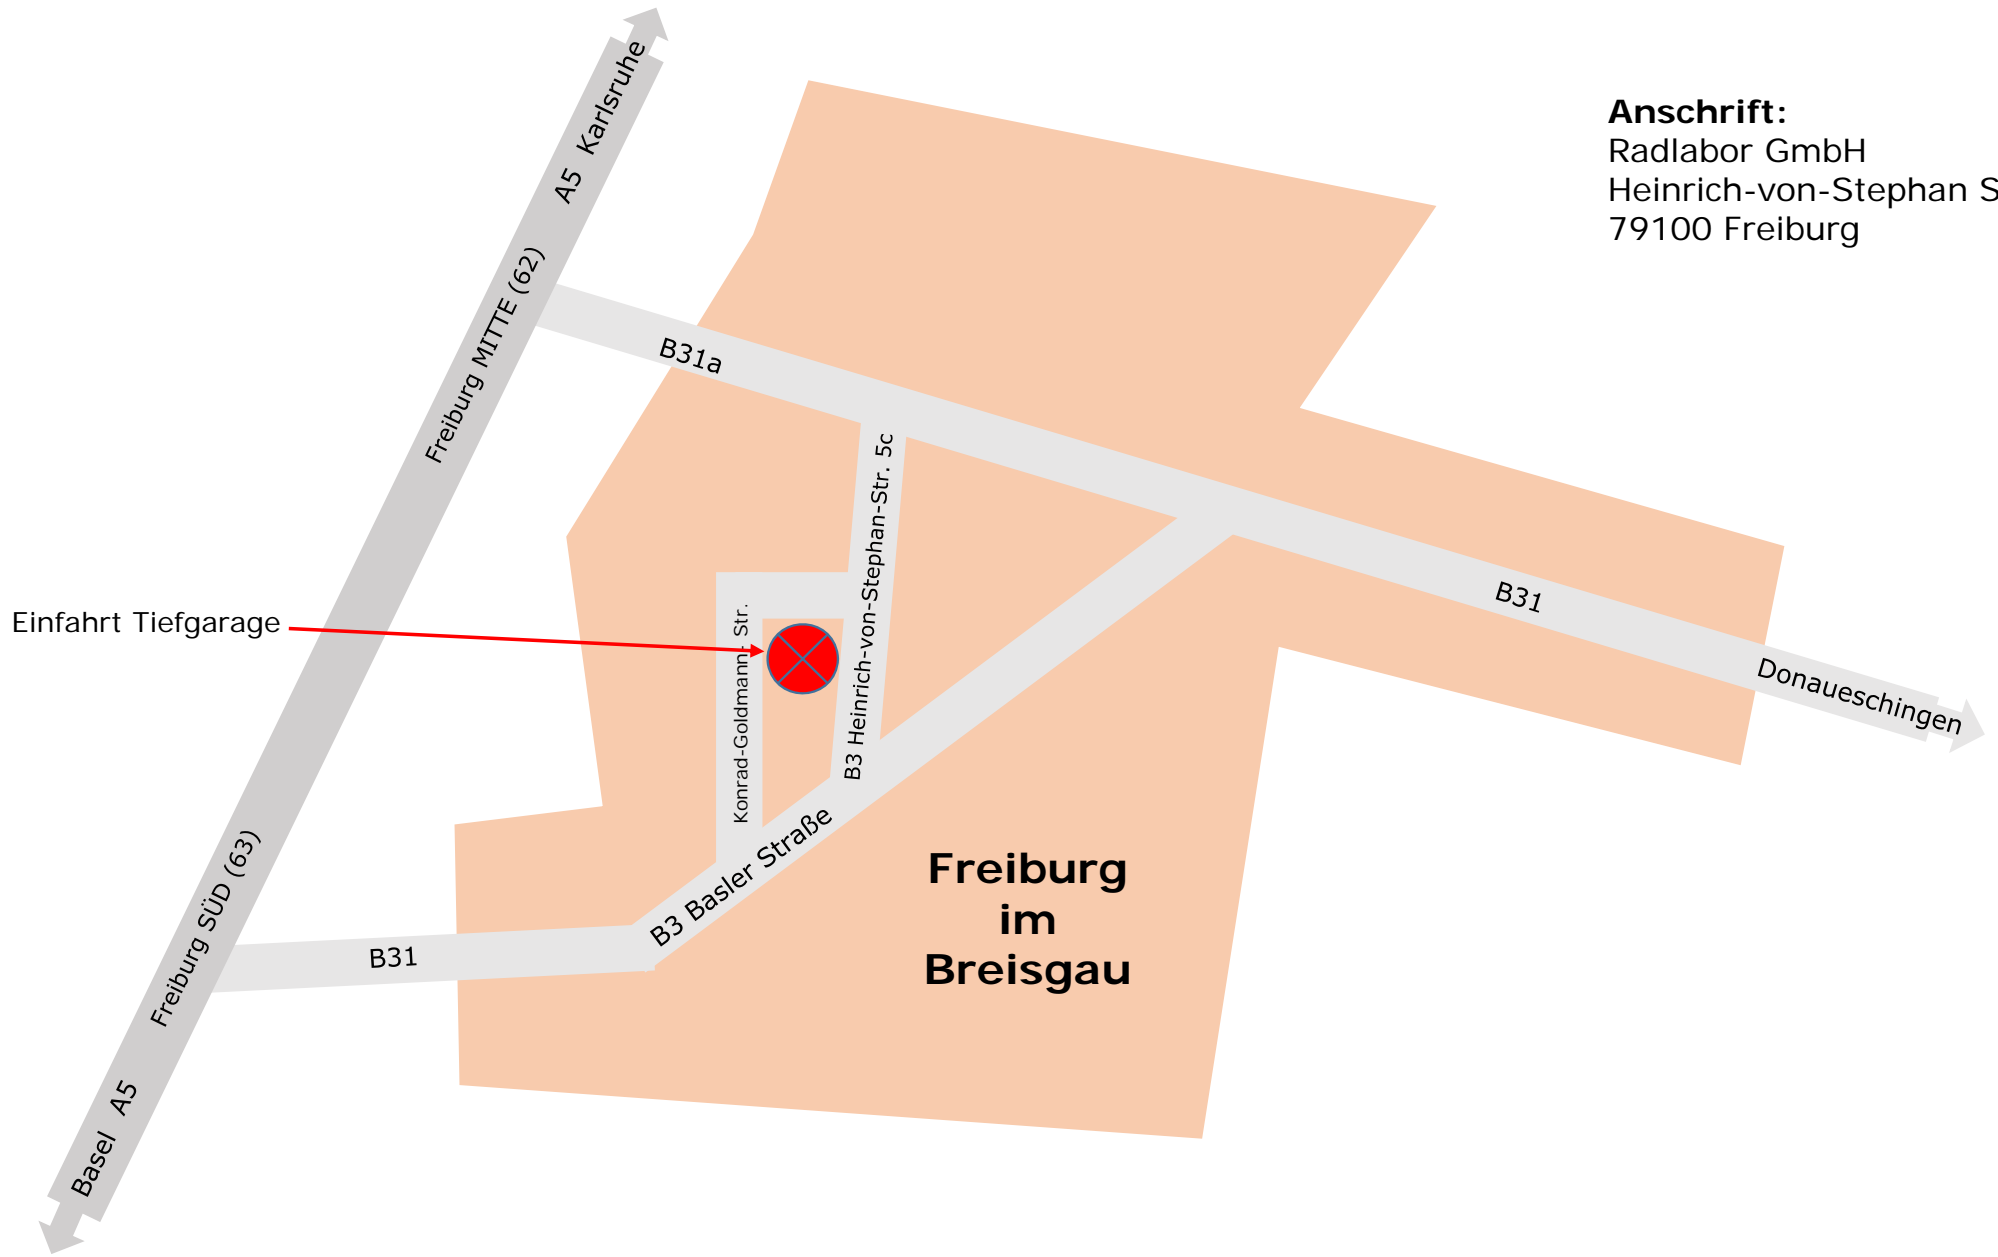 Anschrift:
Radlabor GmbH
Heinrich-von-Stephan S
79100 Freiburg
A5 Karlsruhe
Freiburg MITTE (62)
B31a
B3 Heinrich-von-Stephan-Str. 5c
B31
Donaueschingen
Einfahrt Tiefgarage
Konrad-Goldmann- Str.
B3 Basler Straße
Freiburg
im
Breisgau
Freiburg SÜD (63)
B31
Basel A5